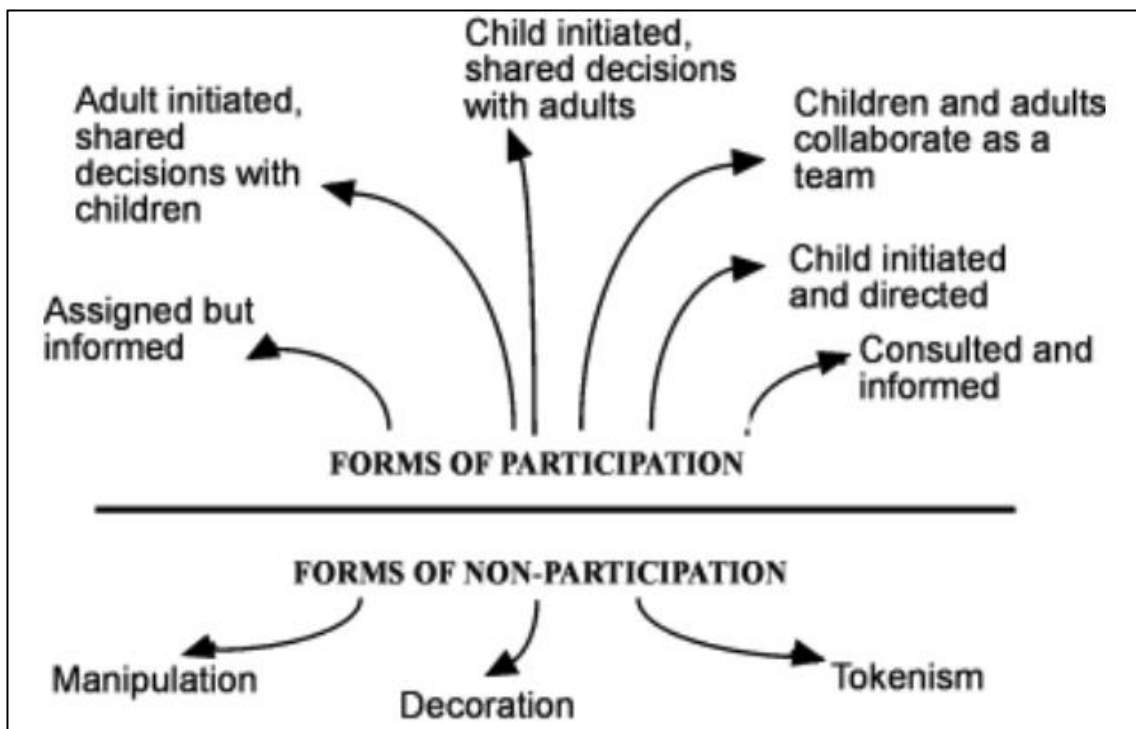 Child initiated,
shared decisions
with adults
Adult initiated,
shared
decisions with
children
Children and adults
collaborate as a
team
Child initiated
and directed
Assigned but
informed
Consulted and
informed
FORMS OF PARTICIPATION
FORMS OF NON-PARTICIPATION
Manipulation
Decoration
Tokenism